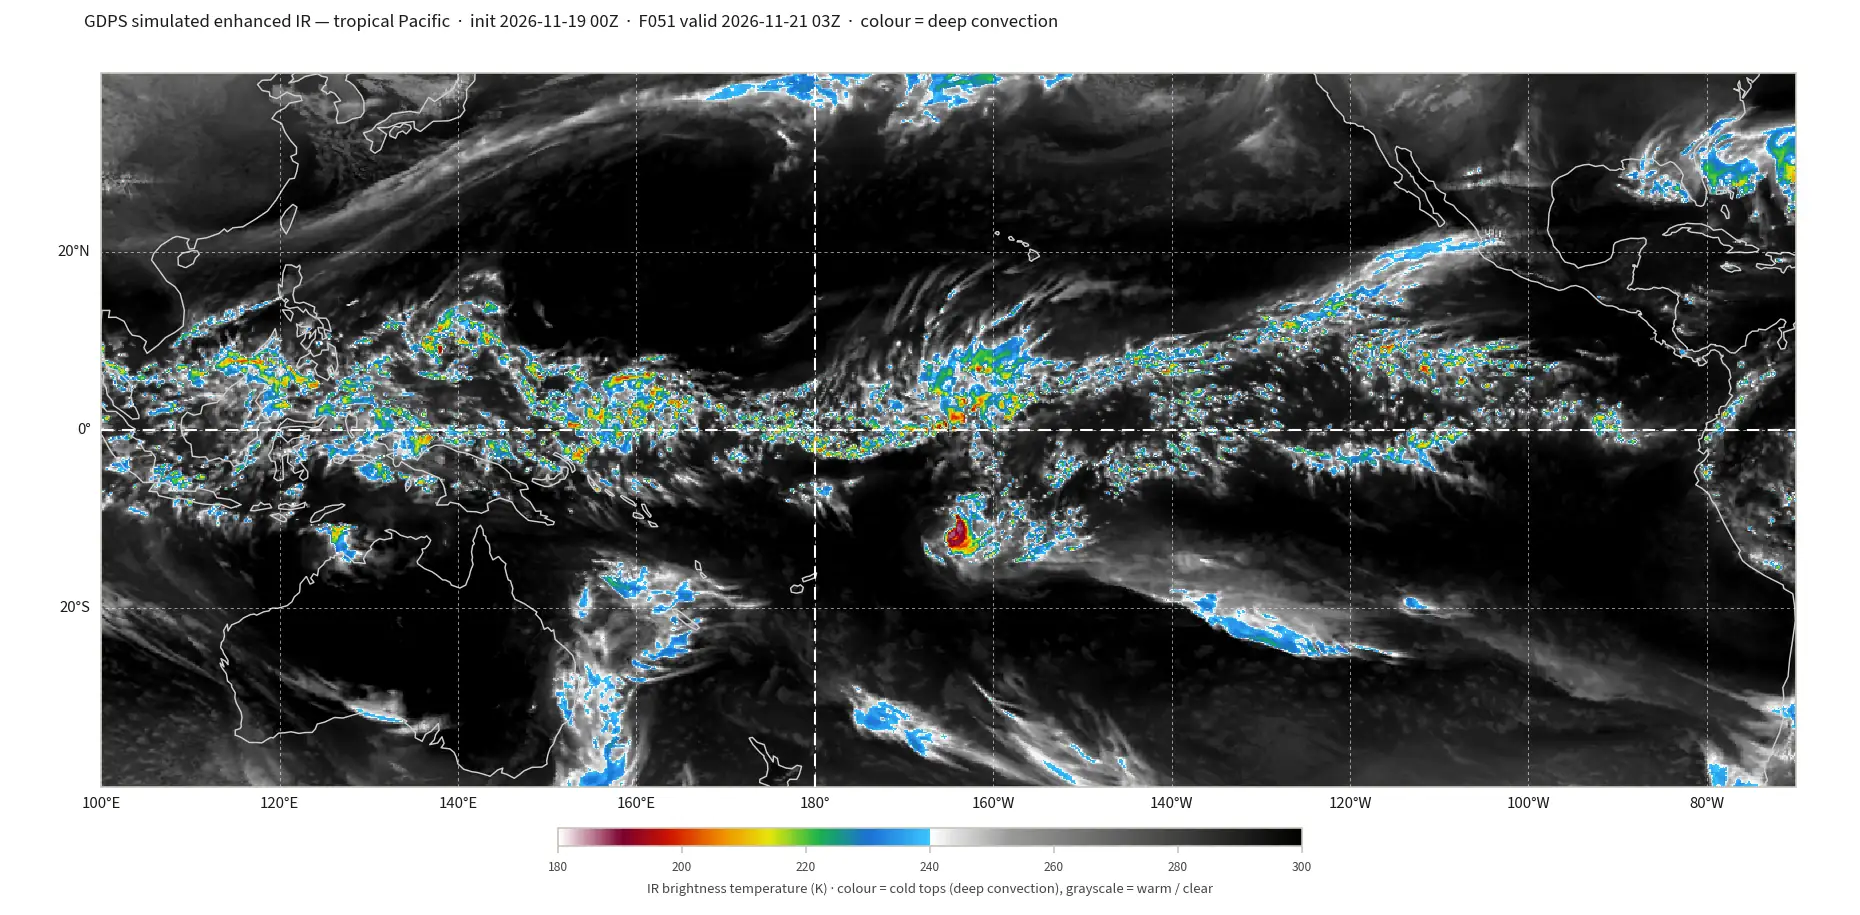 GDPS simulated enhanced IR — tropical Pacific · init 2026-11-19 00Z · F051 valid 2026-11-21 03Z · colour = deep convection
20°N
0°
20°S
100°E 120°E 140°E 160°E 180° 160°W 140°W 120°W 100°W 80°W
180 200 220 240 260 280 300
IR brightness temperature (K) · colour = cold tops (deep convection), grayscale = warm / clear